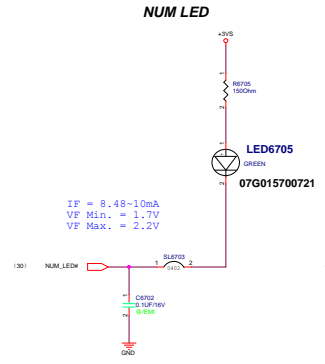 NUM LED
+3VS
1
R6705
150Ohm
2
1
LED6705
GREEN
2
07G015700721
IF = 8.48~10mA
VF Min. = 1.7V
VF Max. = 2.2V
SL6703
(30) NUM_LED# 1 2
0402
1
C6702
0.1UF/16V
2
GND